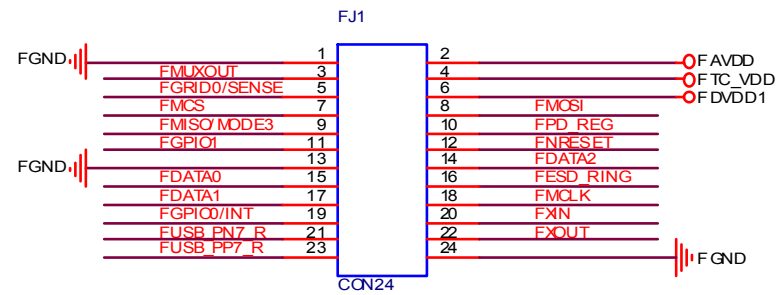 FJ1
FGND 1 2 FAVDD
FMUXOUT 3 4 FTC_VDD
FGRID0/SENSE 5 6 FDVDD1
FMCS 7 8 FMOSI
FMISO/MODE3 9 10 FPD_REG
FGPIO1 11 12 FNRESET
FGND 13 14 FDATA2
FDATA0 15 16 FESD_RING
FDATA1 17 18 FMCLK
FGPIO0/INT 19 20 FXIN
FUSB_PN7_R 21 22 FXOUT
FUSB_PP7_R 23 24 FGND
CON24